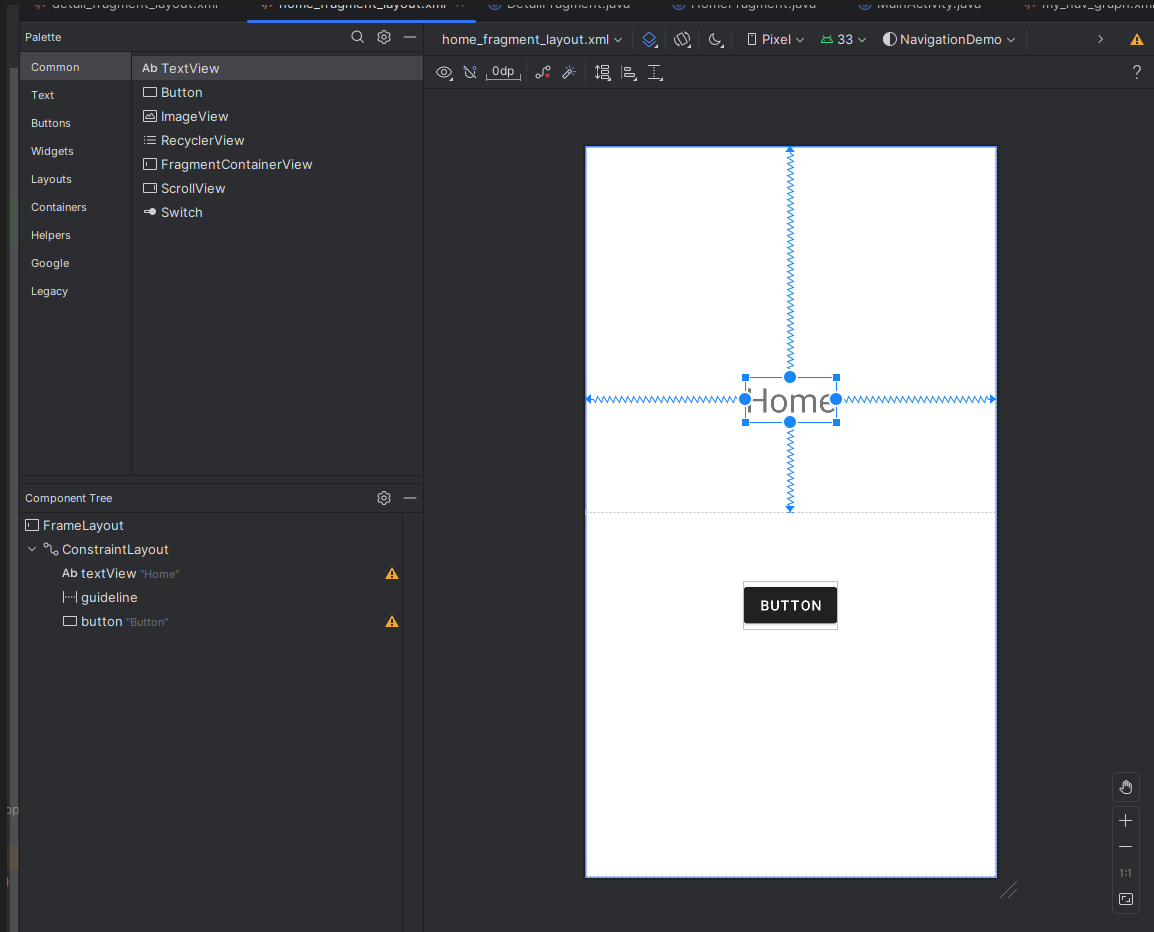 detail_fragment_layout.xml home_fragment_layout.xml DetailFragment.java HomeFragment.java MainActivity.java my_nav_graph.xml
Palette
home_fragment_layout.xml Pixel 33 NavigationDemo
0dp ?
Common
Text
Buttons
Widgets
Layouts
Containers
Helpers
Google
Legacy
Ab TextView
Button
ImageView
RecyclerView
FragmentContainerView
ScrollView
Switch
Home
BUTTON
Component Tree
FrameLayout
ConstraintLayout
Ab textView "Home"
guideline
button "Button"
1:1